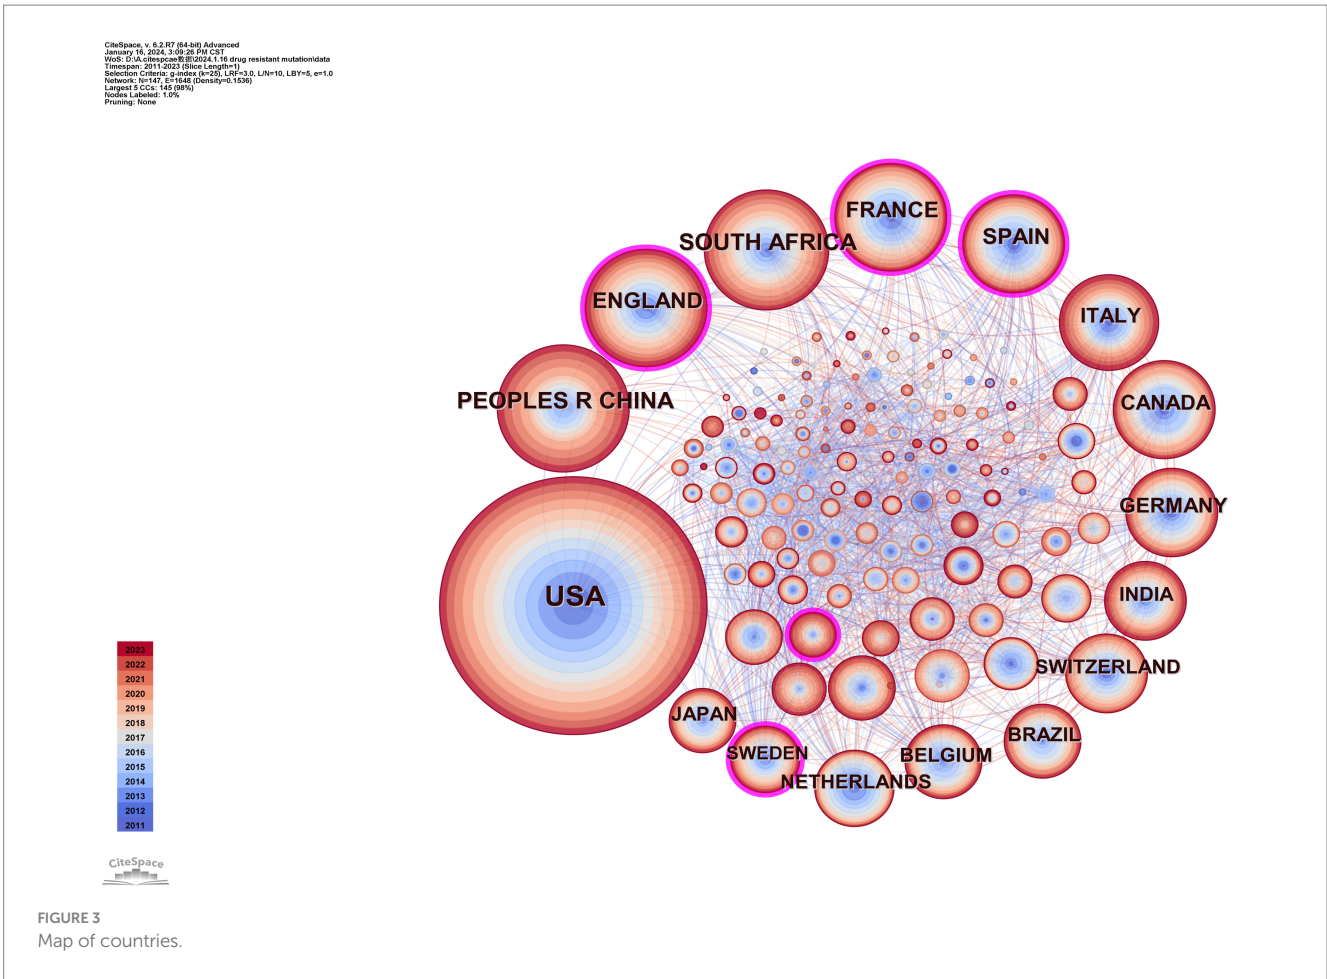 CiteSpace, v. 6.2.R7 (64-bit) Advanced
January 16, 2024, 3:09:26 PM CST
WoS: D:\A.citespcae数据\2024.1.16 drug resistant mutation\data
Timespan: 2011-2023 (Slice Length=1)
Selection Criteria: g-index (k=25), LRF=3.0, L/N=10, LBY=5, e=1.0
Network: N=147, E=1648 (Density=0.1536)
Largest 5 CCs: 145 (98%)
Nodes Labeled: 1.0%
Pruning: None
FRANCE
SPAIN
SOUTH AFRICA
ENGLAND
ITALY
PEOPLES R CHINA
CANADA
GERMANY
USA
INDIA
SWITZERLAND
JAPAN
BRAZIL
SWEDEN
BELGIUM
NETHERLANDS
2023
2022
2021
2020
2019
2018
2017
2016
2015
2014
2013
2012
2011
CiteSpace
FIGURE 3
Map of countries.